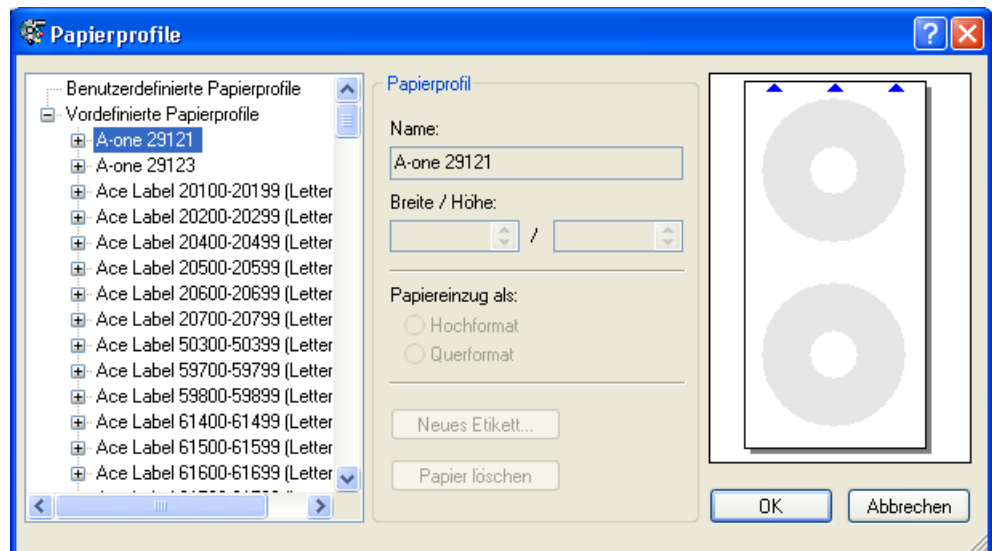 Papierprofile
Benutzerdefinierte Papierprofile
Vordefinierte Papierprofile
A-one 29121
A-one 29123
Ace Label 20100-20199 (Letter
Ace Label 20200-20299 (Letter
Ace Label 20400-20499 (Letter
Ace Label 20500-20599 (Letter
Ace Label 20600-20699 (Letter
Ace Label 20700-20799 (Letter
Ace Label 50300-50399 (Letter
Ace Label 59700-59799 (Letter
Ace Label 59800-59899 (Letter
Ace Label 61400-61499 (Letter
Ace Label 61500-61599 (Letter
Ace Label 61600-61699 (Letter
Papierprofil
Name:
A-one 29121
Breite / Höhe:
/
Papiereinzug als:
Hochformat
Querformat
Neues Etikett...
Papier löschen
OK
Abbrechen